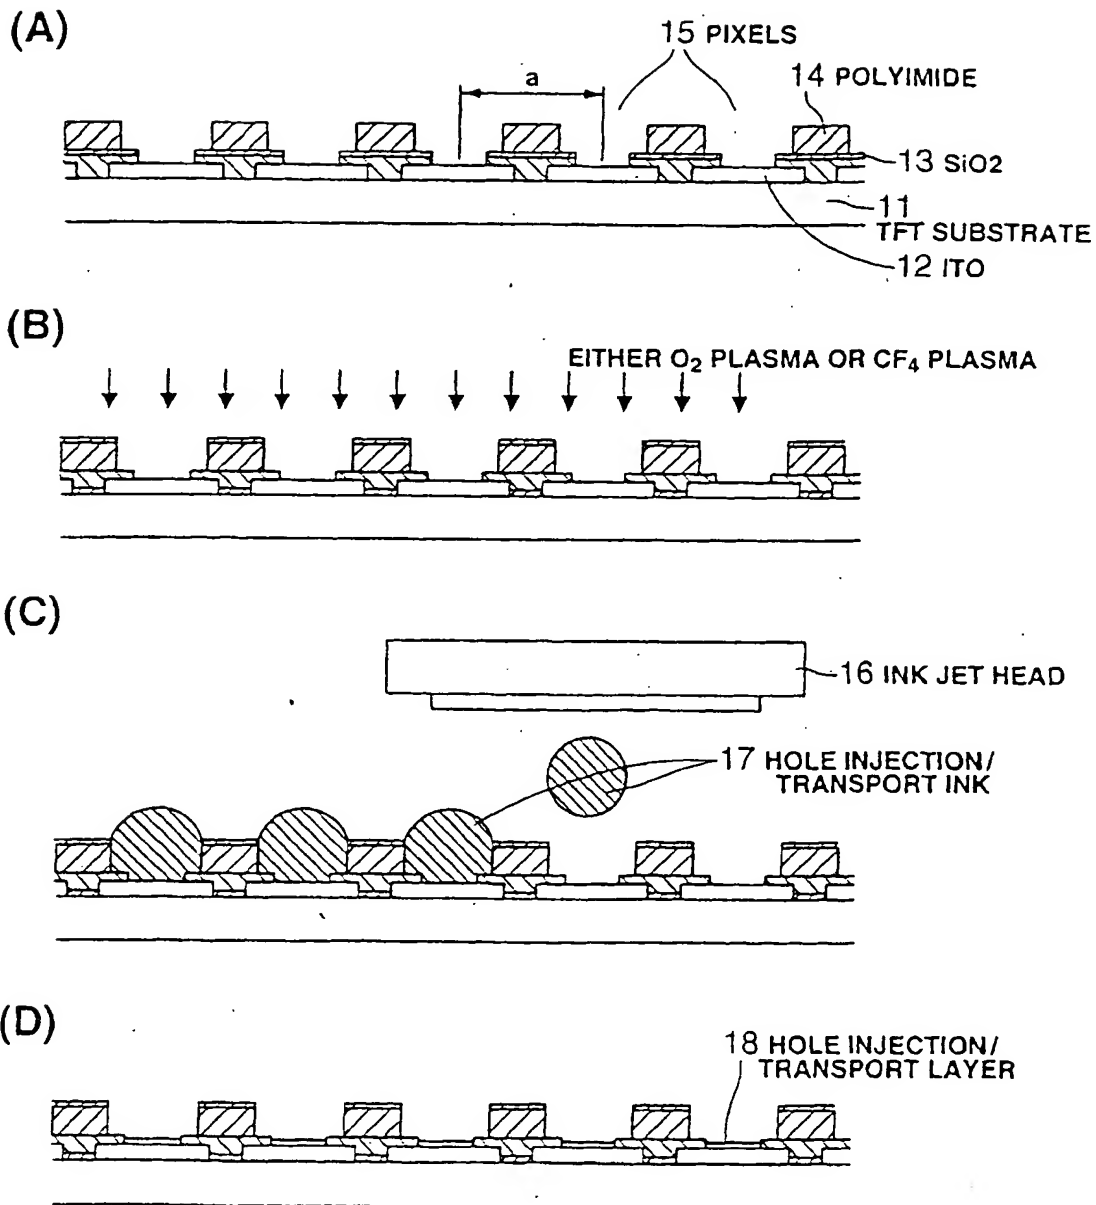 (A)
15 PIXELS
a
14 POLYIMIDE
13 SiO2
11
TFT SUBSTRATE
12 ITO
(B)
EITHER O₂ PLASMA OR CF₄ PLASMA
(C)
16 INK JET HEAD
17 HOLE INJECTION/
TRANSPORT INK
(D)
18 HOLE INJECTION/
TRANSPORT LAYER